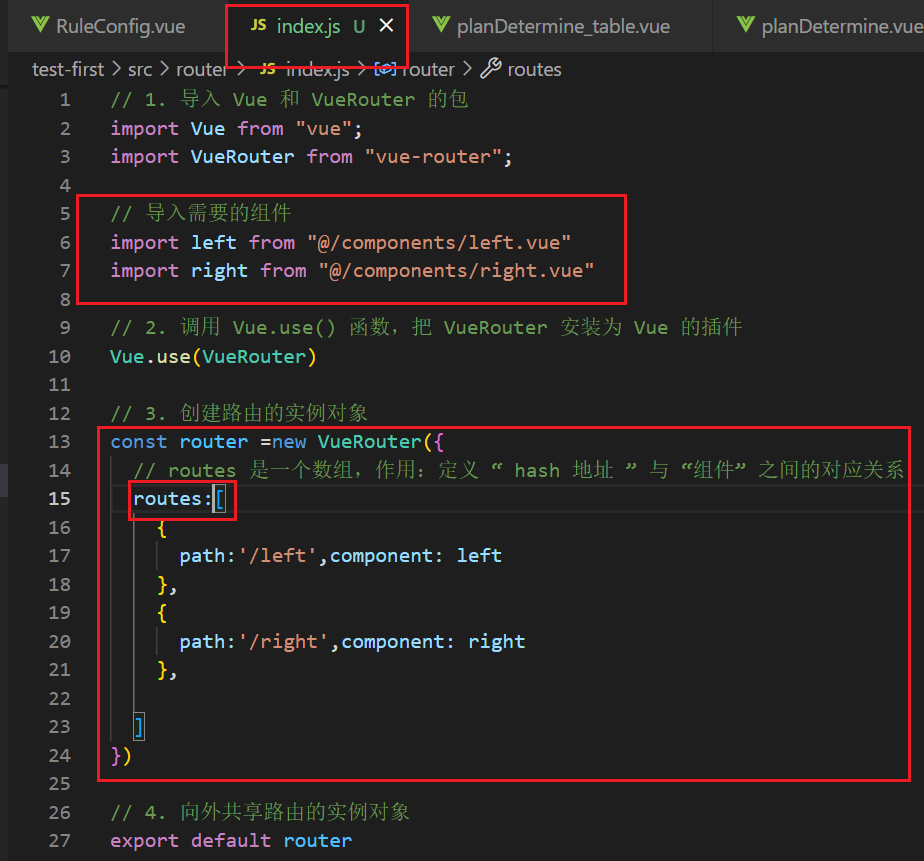 RuleConfig.vue
JS index.js U
planDetermine_table.vue
planDetermine.vue
test-first > src > router > JS index.js > router > routes
1 // 1. 导入 Vue 和 VueRouter 的包
2 import Vue from "vue";
3 import VueRouter from "vue-router";
4
5 // 导入需要的组件
6 import left from "@/components/left.vue"
7 import right from "@/components/right.vue"
8
9 // 2. 调用 Vue.use() 函数，把 VueRouter 安装为 Vue 的插件
10 Vue.use(VueRouter)
11
12 // 3. 创建路由的实例对象
13 const router =new VueRouter({
14 // routes 是一个数组，作用：定义 “ hash 地址 ” 与 “组件” 之间的对应关系
15 routes:[
16 {
17 path:'/left',component: left
18 },
19 {
20 path:'/right',component: right
21 },
22
23 ]
24 })
25
26 // 4. 向外共享路由的实例对象
27 export default router